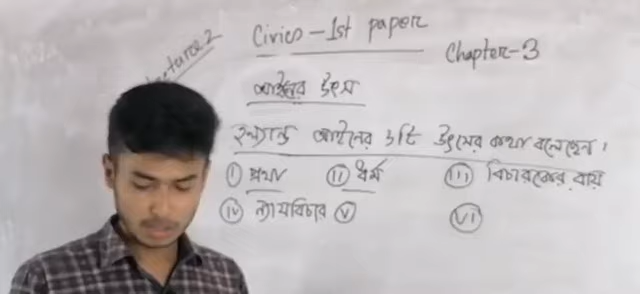 Lecture 2
Civics - 1st paper
Chapter-3
আইনের উৎস
হল্যান্ড আইনের ৬টি উৎসের কথা বলেছেন।
(i) প্রথা (ii) ধর্ম (iii) বিচারকের রায়
(iv) ন্যায়বিচার (v) (vi)